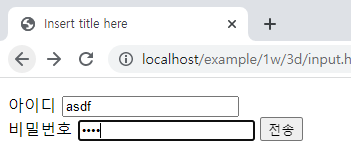 Insert title here
localhost/example/1w/3d/input.h
아이디 asdf
비밀번호 •••• 전송